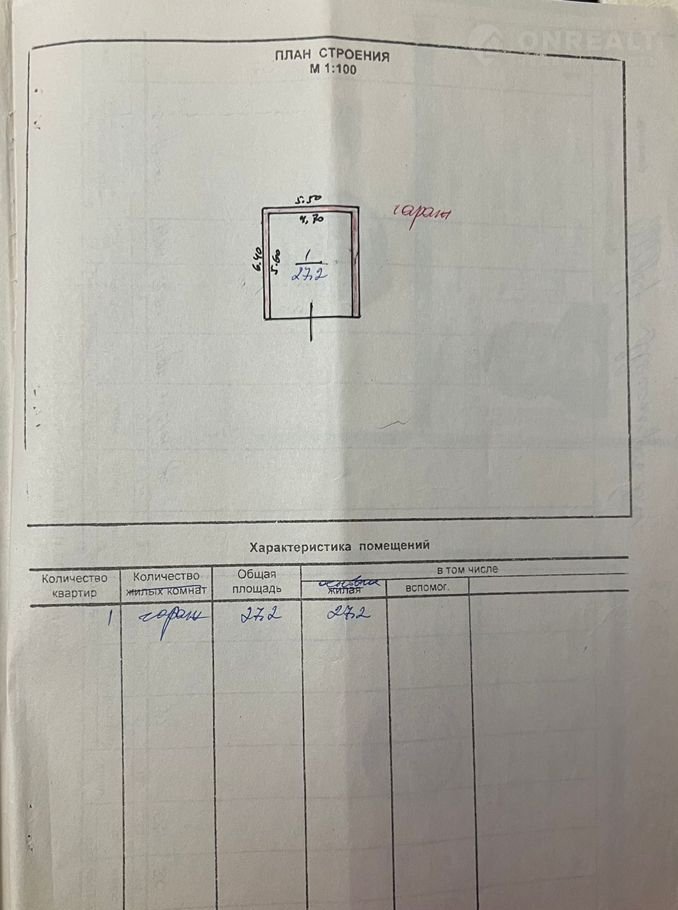 ONREALT
ПЛАН СТРОЕНИЯ
М 1:100
5.50
4,70
гараж
6.40
5.60
1
27,2
Характеристика помещений
Количество квартир
Количество жилых комнат
Общая площадь
в том числе
основная
жилая
вспомог.
1
гараж
27,2
27,2